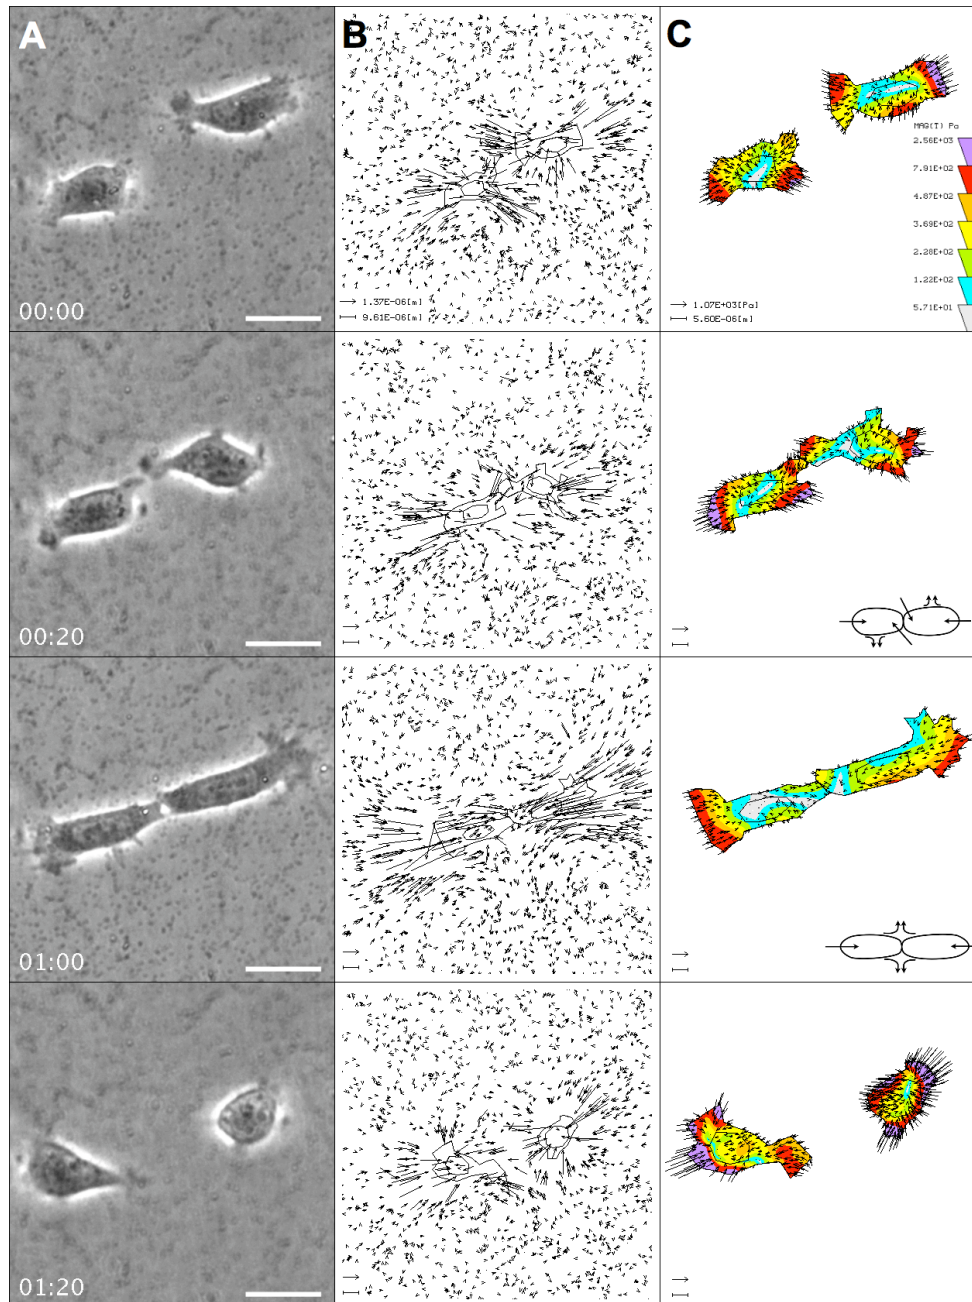 A
B
C
MAG(T) Pa
2.56E+03
7.91E+02
4.87E+02
3.69E+02
2.28E+02
1.22E+02
5.71E+01
00:00
1.37E-06[m]
9.61E-06[m]
1.07E+03[Pa]
5.60E-06[m]
00:20
01:00
01:20